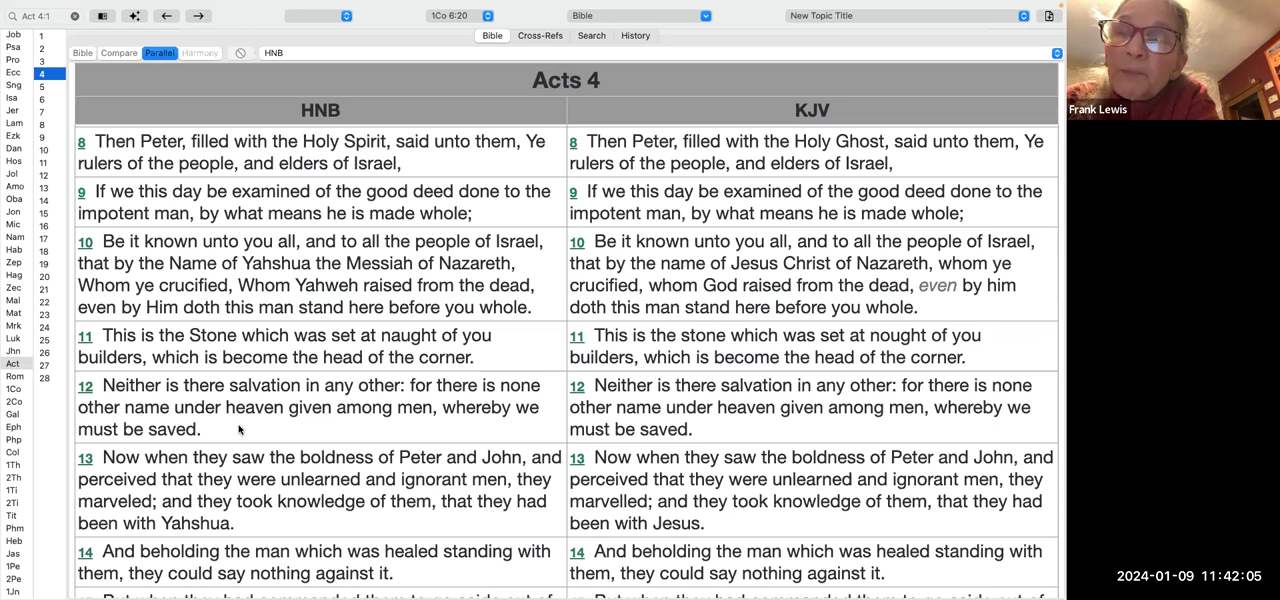 Act 4:1
1Co 6:20
Bible
New Topic Title
Bible
Cross-Refs
Search
History
Bible
Compare
Parallel
Harmony
HNB
Job
Psa
Pro
Ecc
Sng
Isa
Jer
Lam
Ezk
Dan
Hos
Jol
Amo
Oba
Jon
Mic
Nam
Hab
Zep
Hag
Zec
Mal
Mat
Mrk
Luk
Jhn
Act
Rom
1Co
2Co
Gal
Eph
Php
Col
1Th
2Th
1Ti
2Ti
Tit
Phm
Heb
Jas
1Pe
2Pe
1Jn
1
2
3
4
5
6
7
8
9
10
11
12
13
14
15
16
17
18
19
20
21
22
23
24
25
26
27
28
Acts 4
HNB
8 Then Peter, filled with the Holy Spirit, said unto them, Ye
rulers of the people, and elders of Israel,
9 If we this day be examined of the good deed done to the
impotent man, by what means he is made whole;
10 Be it known unto you all, and to all the people of Israel,
that by the Name of Yahshua the Messiah of Nazareth,
Whom ye crucified, Whom Yahweh raised from the dead,
even by Him doth this man stand here before you whole.
11 This is the Stone which was set at naught of you
builders, which is become the head of the corner.
12 Neither is there salvation in any other: for there is none
other name under heaven given among men, whereby we
must be saved.
13 Now when they saw the boldness of Peter and John, and
perceived that they were unlearned and ignorant men, they
marveled; and they took knowledge of them, that they had
been with Yahshua.
14 And beholding the man which was healed standing with
them, they could say nothing against it.
KJV
8 Then Peter, filled with the Holy Ghost, said unto them, Ye
rulers of the people, and elders of Israel,
9 If we this day be examined of the good deed done to the
impotent man, by what means he is made whole;
10 Be it known unto you all, and to all the people of Israel,
that by the name of Jesus Christ of Nazareth, whom ye
crucified, whom God raised from the dead, even by him
doth this man stand here before you whole.
11 This is the stone which was set at nought of you
builders, which is become the head of the corner.
12 Neither is there salvation in any other: for there is none
other name under heaven given among men, whereby we
must be saved.
13 Now when they saw the boldness of Peter and John, and
perceived that they were unlearned and ignorant men, they
marvelled; and they took knowledge of them, that they had
been with Jesus.
14 And beholding the man which was healed standing with
them, they could say nothing against it.
Frank Lewis
2024-01-09 11:42:05